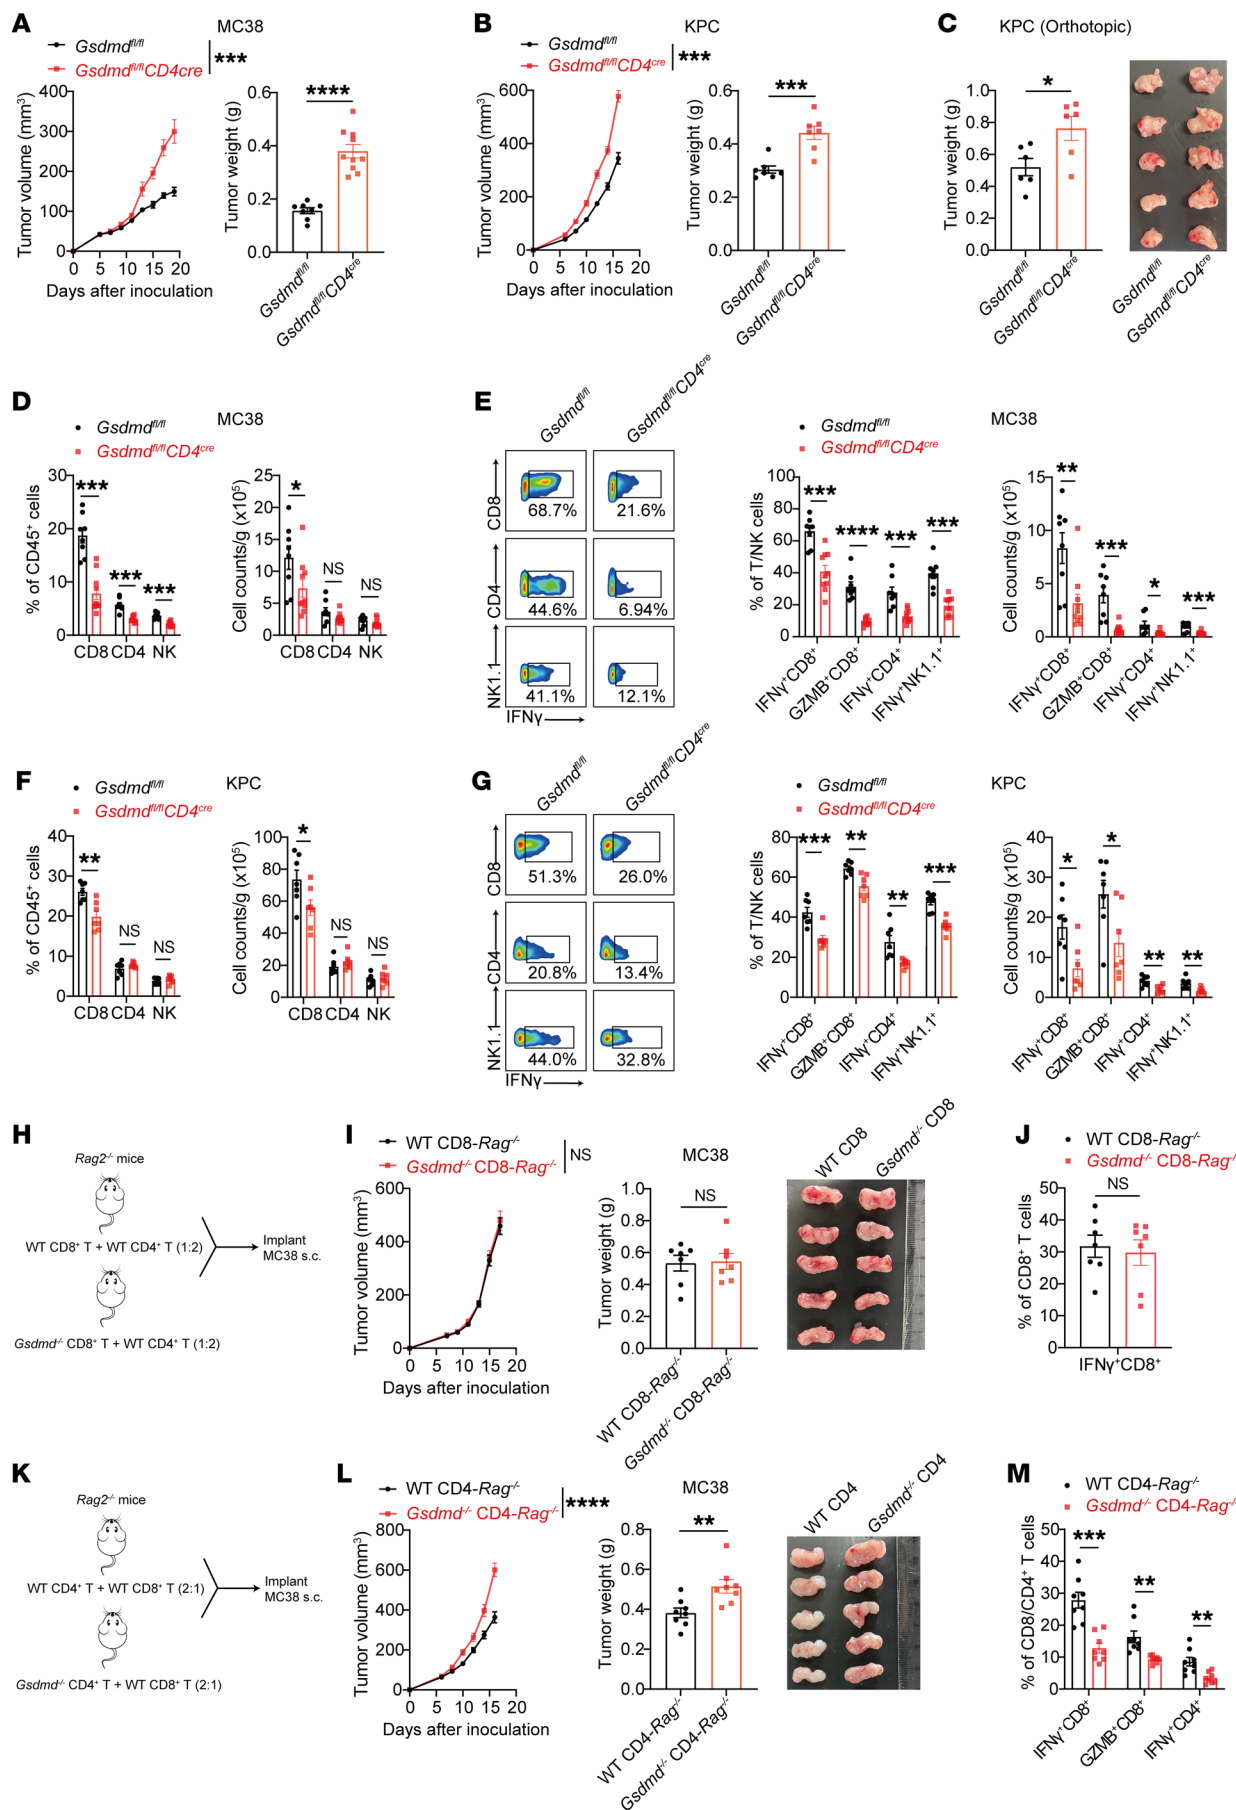 A
MC38
Gsdmd^fl/fl
Gsdmd^fl/flCD4cre
***
Tumor volume (mm³)
400
300
200
100
0
0 5 10 15 20
Days after inoculation
Tumor weight (g)
0.6
0.4
0.2
0.0
****
Gsdmd^fl/fl
Gsdmd^fl/flCD4^cre
B
KPC
Gsdmd^fl/fl
Gsdmd^fl/flCD4^cre
***
Tumor volume (mm³)
600
400
200
0
0 5 10 15 20
Days after inoculation
Tumor weight (g)
0.6
0.4
0.2
0.0
***
Gsdmd^fl/fl
Gsdmd^fl/flCD4^cre
C
KPC (Orthotopic)
Tumor weight (g)
1.0
0.8
0.6
0.4
0.2
0.0
*
Gsdmd^fl/fl
Gsdmd^fl/flCD4^cre
Gsdmd^fl/fl
Gsdmd^fl/flCD4^cre
D
MC38
Gsdmd^fl/fl
Gsdmd^fl/flCD4^cre
% of CD45⁺ cells
30
20
10
0
*** *** ***
CD8 CD4 NK
Cell counts/g (x10⁵)
25
20
15
10
5
0
* NS NS
CD8 CD4 NK
E
Gsdmd^fl/fl
Gsdmd^fl/flCD4^cre
CD8
68.7% 21.6%
CD4
44.6% 6.94%
NK1.1
41.1% 12.1%
IFNγ
MC38
Gsdmd^fl/fl
Gsdmd^fl/flCD4^cre
% of T/NK cells
100
80
60
40
20
0
*** **** *** ***
IFNγ⁺CD8⁺
GZMB⁺CD8⁺
IFNγ⁺CD4⁺
IFNγ⁺NK1.1⁺
Cell counts/g (x10⁵)
15
10
5
0
** *** * ***
IFNγ⁺CD8⁺
GZMB⁺CD8⁺
IFNγ⁺CD4⁺
IFNγ⁺NK1.1⁺
F
KPC
Gsdmd^fl/fl
Gsdmd^fl/flCD4^cre
% of CD45⁺ cells
40
30
20
10
0
** NS NS
CD8 CD4 NK
Cell counts/g (x10⁵)
100
80
60
40
20
0
* NS NS
CD8 CD4 NK
G
Gsdmd^fl/fl
Gsdmd^fl/flCD4^cre
CD8
51.3% 26.0%
CD4
20.8% 13.4%
NK1.1
44.0% 32.8%
IFNγ
KPC
Gsdmd^fl/fl
Gsdmd^fl/flCD4^cre
% of T/NK cells
80
60
40
20
0
*** ** ** ***
IFNγ⁺CD8⁺
GZMB⁺CD8⁺
IFNγ⁺CD4⁺
IFNγ⁺NK1.1⁺
Cell counts/g (x10⁵)
40
30
20
10
0
* * ** **
IFNγ⁺CD8⁺
GZMB⁺CD8⁺
IFNγ⁺CD4⁺
IFNγ⁺NK1.1⁺
H
Rag2⁻/⁻ mice
WT CD8⁺ T + WT CD4⁺ T (1:2)
Gsdmd⁻/⁻ CD8⁺ T + WT CD4⁺ T (1:2)
Implant
MC38 s.c.
I
WT CD8-Rag⁻/⁻
Gsdmd⁻/⁻ CD8-Rag⁻/⁻
NS
Tumor volume (mm³)
600
400
200
0
0 5 10 15 20
Days after inoculation
MC38
Tumor weight (g)
1.0
0.8
0.6
0.4
0.2
0.0
NS
WT CD8-Rag⁻/⁻
Gsdmd⁻/⁻ CD8-Rag⁻/⁻
WT CD8
Gsdmd⁻/⁻ CD8
J
WT CD8-Rag⁻/⁻
Gsdmd⁻/⁻ CD8-Rag⁻/⁻
% of CD8⁺ T cells
50
40
30
20
10
0
NS
IFNγ⁺CD8⁺
K
Rag2⁻/⁻ mice
WT CD4⁺ T + WT CD8⁺ T (2:1)
Gsdmd⁻/⁻ CD4⁺ T + WT CD8⁺ T (2:1)
Implant
MC38 s.c.
L
WT CD4-Rag⁻/⁻
Gsdmd⁻/⁻ CD4-Rag⁻/⁻
****
Tumor volume (mm³)
800
600
400
200
0
0 5 10 15 20
Days after inoculation
MC38
Tumor weight (g)
0.8
0.6
0.4
0.2
0.0
**
WT CD4-Rag⁻/⁻
Gsdmd⁻/⁻ CD4-Rag⁻/⁻
WT CD4
Gsdmd⁻/⁻ CD4
M
WT CD4-Rag⁻/⁻
Gsdmd⁻/⁻ CD4-Rag⁻/⁻
% of CD8/CD4⁺ T cells
50
40
30
20
10
0
*** ** **
IFNγ⁺CD8⁺
GZMB⁺CD8⁺
IFNγ⁺CD4⁺